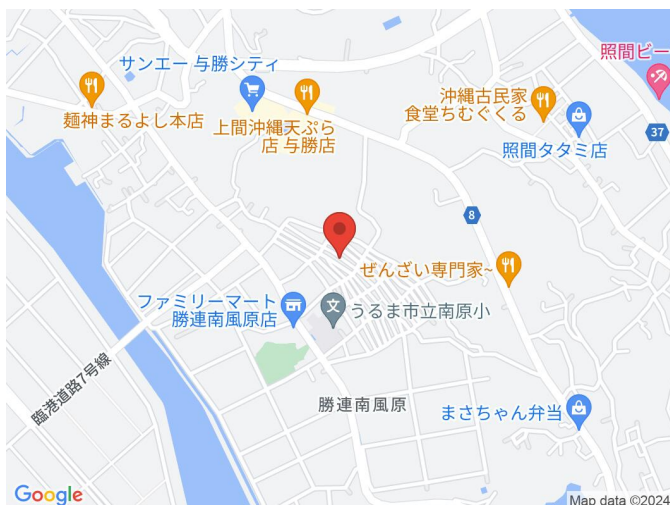 照間ビー
サンエー 与勝シティ
麺神まるよし本店
上間沖縄天ぷら
店 与勝店
沖縄古民家
食堂ちむぐくる
照間タタミ店
37
8
ぜんざい専門家~
ファミリーマート
勝連南風原店
文
うるま市立南原小
臨港道路7号線
勝連南風原
まさちゃん弁当
Google
Map data ©2024